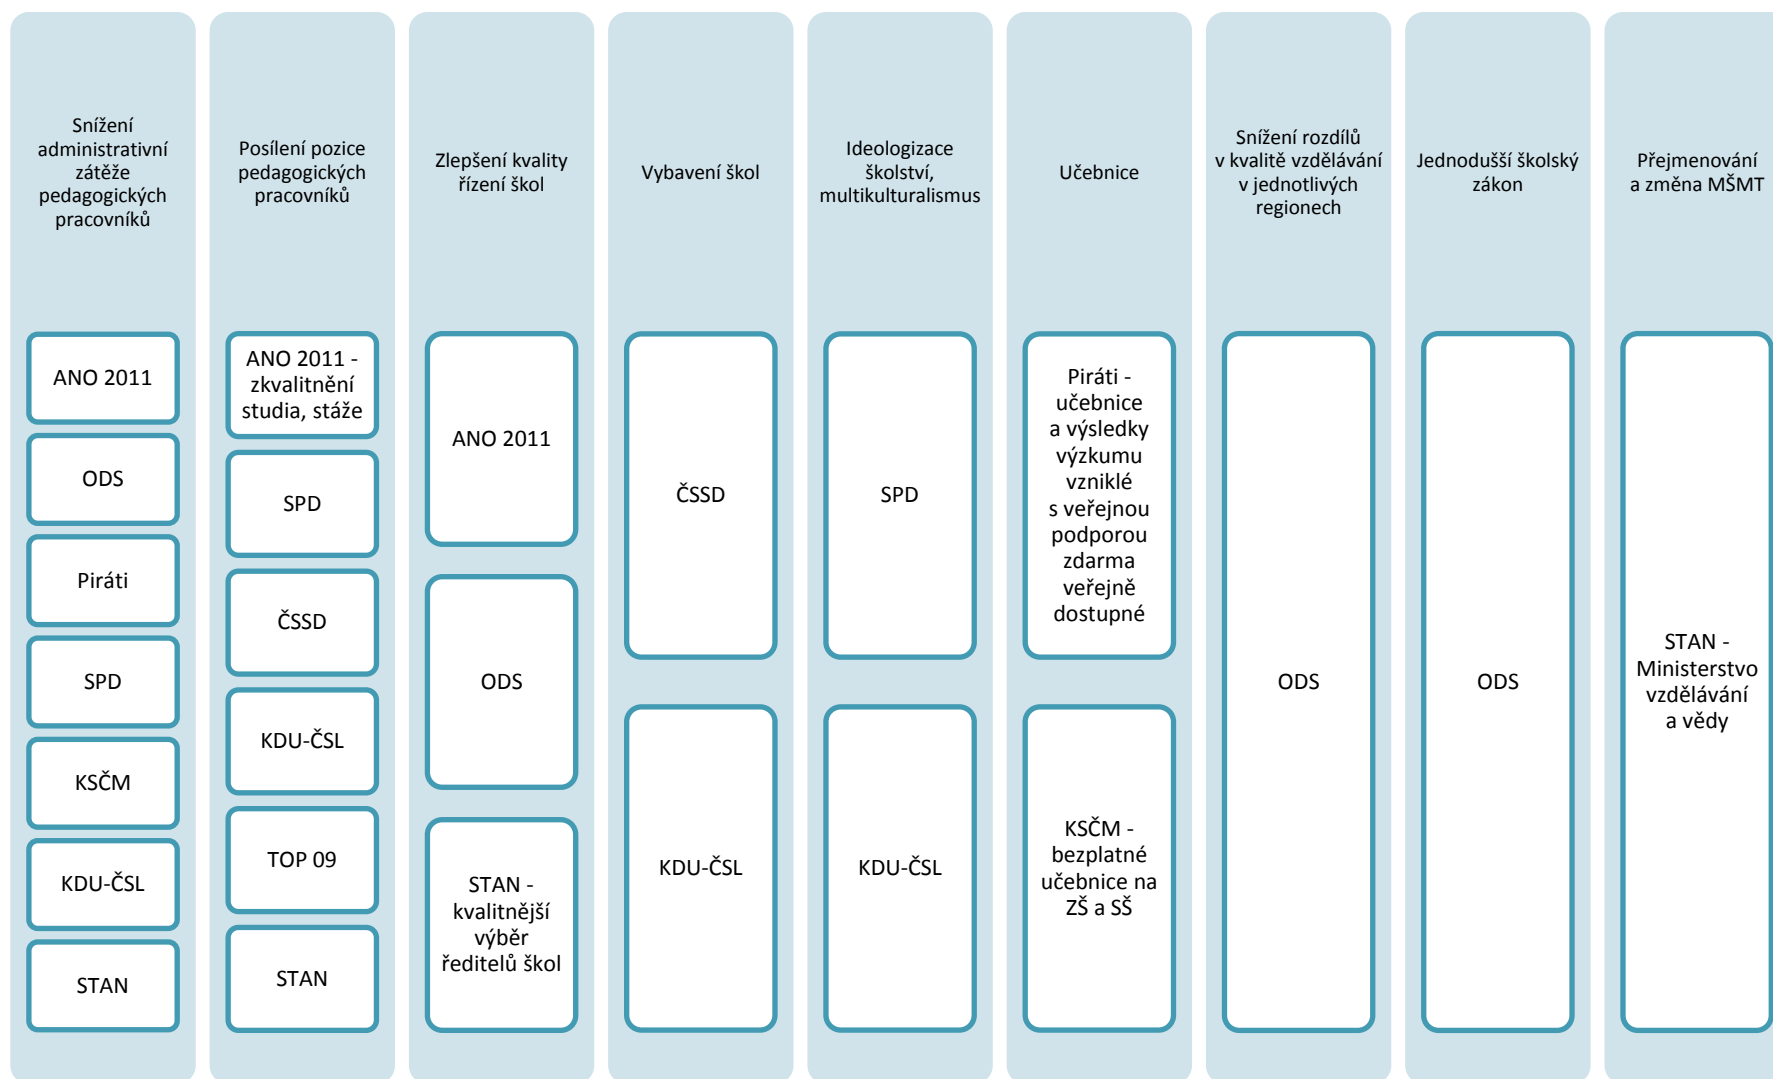 Snížení
administrativní
zátěže
pedagogických
pracovníků
ANO 2011
ODS
Piráti
SPD
KSČM
KDU-ČSL
STAN
Posílení pozice
pedagogických
pracovníků
ANO 2011 -
zkvalitnění
studia, stáže
SPD
ČSSD
KDU-ČSL
TOP 09
STAN
Zlepšení kvality
řízení škol
ANO 2011
ODS
STAN -
kvalitnější
výběr
ředitelů škol
Vybavení škol
ČSSD
KDU-ČSL
Ideologizace
školství,
multikulturalismus
SPD
KDU-ČSL
Učebnice
Piráti -
učebnice
a výsledky
výzkumu
vzniklé
s veřejnou
podporou
zdarma
veřejně
dostupné
KSČM -
bezplatné
učebnice na
ZŠ a SŠ
Snížení rozdílů
v kvalitě vzdělávání
v jednotlivých
regionech
ODS
Jednodušší školský
zákon
ODS
Přejmenování
a změna MŠMT
STAN -
Ministerstvo
vzdělávání
a vědy